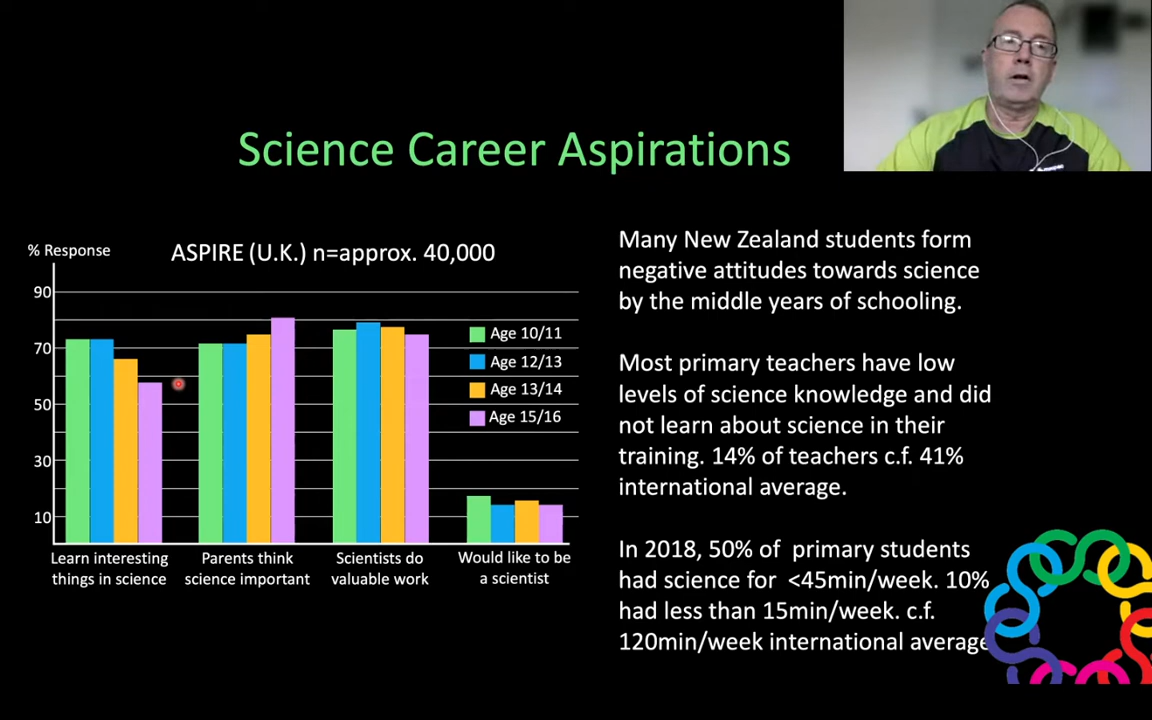 Science Career Aspirations
% Response
ASPIRE (U.K.) n=approx. 40,000
90
70
50
30
10
Age 10/11
Age 12/13
Age 13/14
Age 15/16
Learn interesting
things in science
Parents think
science important
Scientists do
valuable work
Would like to be
a scientist
Many New Zealand students form
negative attitudes towards science
by the middle years of schooling.
Most primary teachers have low
levels of science knowledge and did
not learn about science in their
training. 14% of teachers c.f. 41%
international average.
In 2018, 50% of primary students
had science for <45min/week. 10%
had less than 15min/week. c.f.
120min/week international average